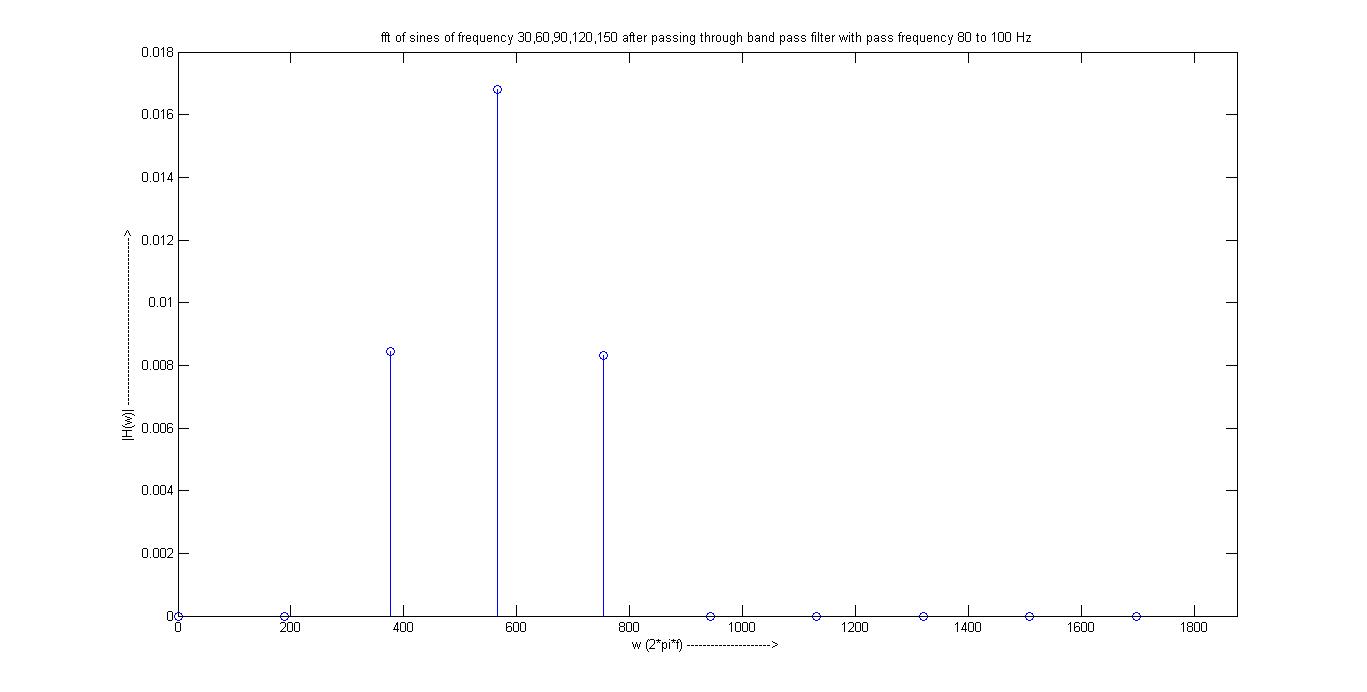 fft of sines of frequency 30,60,90,120,150 after passing through band pass filter with pass frequency 80 to 100 Hz
0.018
0.016
0.014
0.012
0.01
0.008
0.006
0.004
0.002
0
|H(w)| ---------------------------------------->
0 200 400 600 800 1000 1200 1400 1600 1800
w (2*pi*f) --------------------->